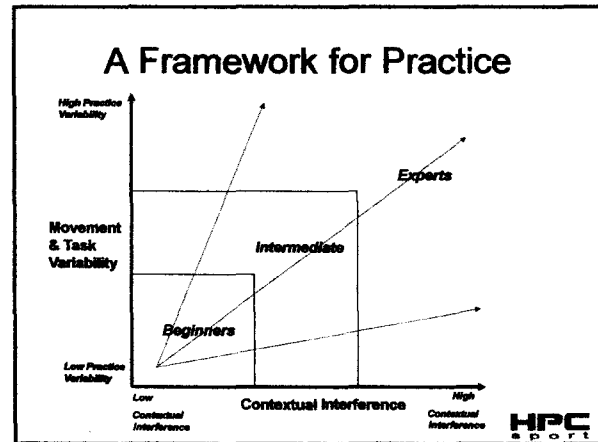 A Framework for Practice
High Practice
Variability
Experts
Movement
& Task
Variability
Intermediate
Beginners
Low Practice
Variability
Low
Contextual
Interference
Contextual Interference
High
Contextual
Interference
HPC
sport